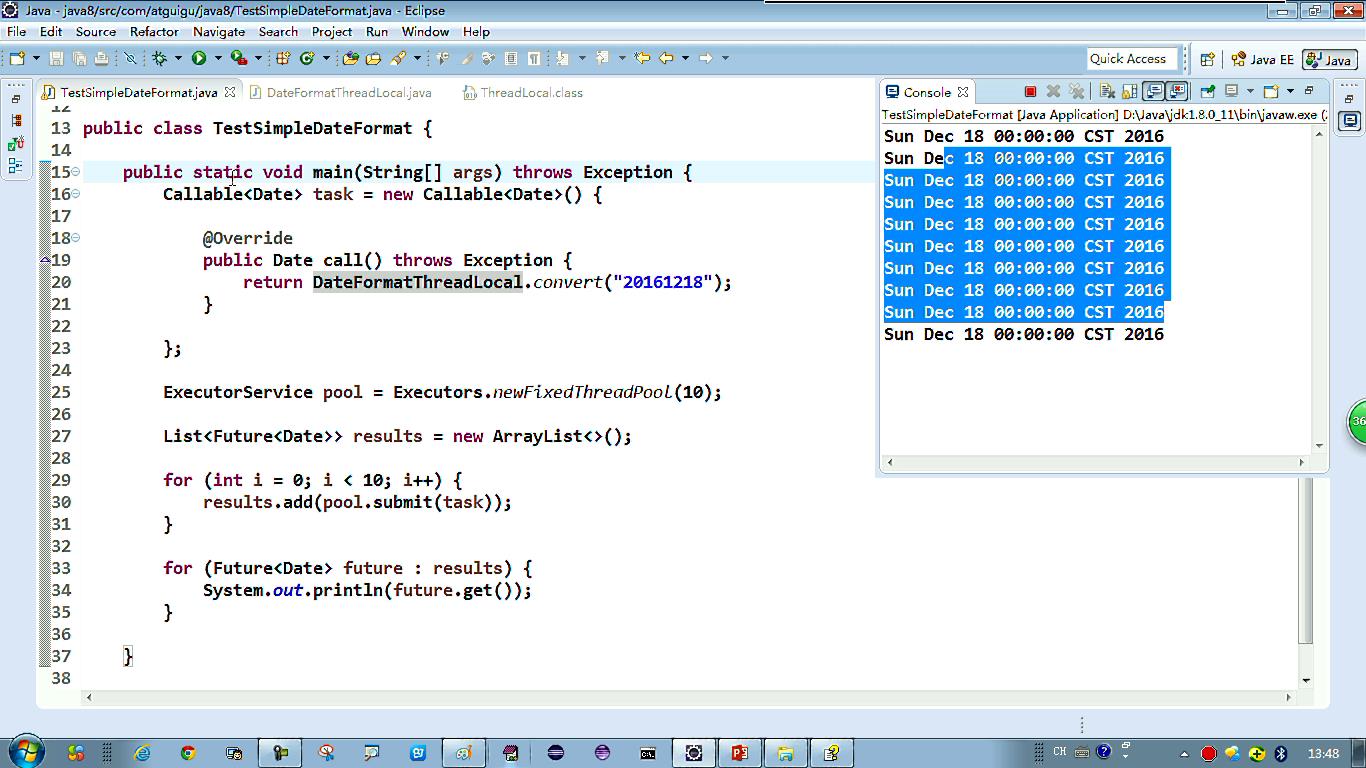 Java - java8/src/com/atguigu/java8/TestSimpleDateFormat.java - Eclipse
File Edit Source Refactor Navigate Search Project Run Window Help
Quick Access Java EE Java
TestSimpleDateFormat.java DateFormatThreadLocal.java ThreadLocal.class
12
13 public class TestSimpleDateFormat {
14
15 public static void main(String[] args) throws Exception {
16 Callable<Date> task = new Callable<Date>() {
17
18 @Override
19 public Date call() throws Exception {
20 return DateFormatThreadLocal.convert("20161218");
21 }
22
23 };
24
25 ExecutorService pool = Executors.newFixedThreadPool(10);
26
27 List<Future<Date>> results = new ArrayList<>();
28
29 for (int i = 0; i < 10; i++) {
30 results.add(pool.submit(task));
31 }
32
33 for (Future<Date> future : results) {
34 System.out.println(future.get());
35 }
36
37 }
38
Console
TestSimpleDateFormat [Java Application] D:\Java\jdk1.8.0_11\bin\javaw.exe (2
Sun Dec 18 00:00:00 CST 2016
Sun Dec 18 00:00:00 CST 2016
Sun Dec 18 00:00:00 CST 2016
Sun Dec 18 00:00:00 CST 2016
Sun Dec 18 00:00:00 CST 2016
Sun Dec 18 00:00:00 CST 2016
Sun Dec 18 00:00:00 CST 2016
Sun Dec 18 00:00:00 CST 2016
Sun Dec 18 00:00:00 CST 2016
Sun Dec 18 00:00:00 CST 2016
36
CH
13:48